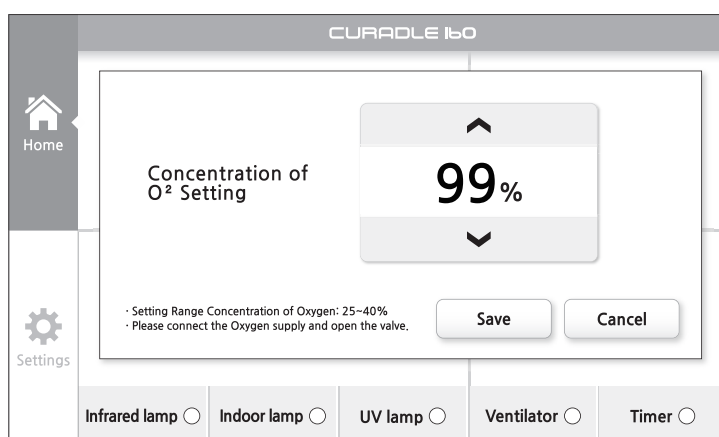 CURADLE 160
Home
Concentration of
O² Setting
99%
· Setting Range Concentration of Oxygen: 25~40%
· Please connect the Oxygen supply and open the valve.
Save
Cancel
Settings
Infrared lamp
Indoor lamp
UV lamp
Ventilator
Timer